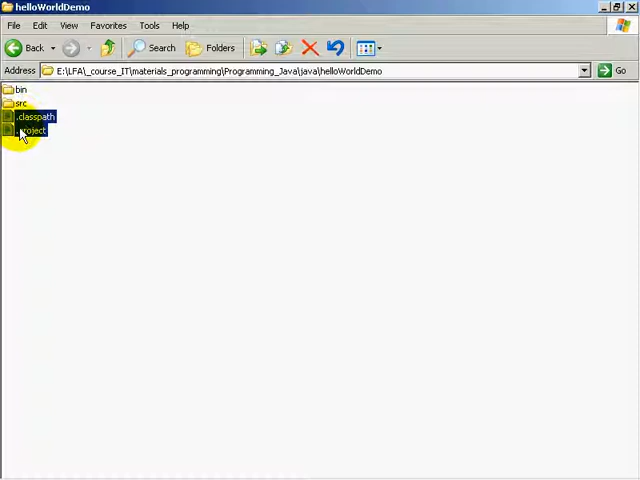 helloWorldDemo
File Edit View Favorites Tools Help
Back Search Folders
Address E:\LFA\_course_IT\materials_programming\Programming_Java\java\helloWorldDemo Go
bin
src
.classpath
.project